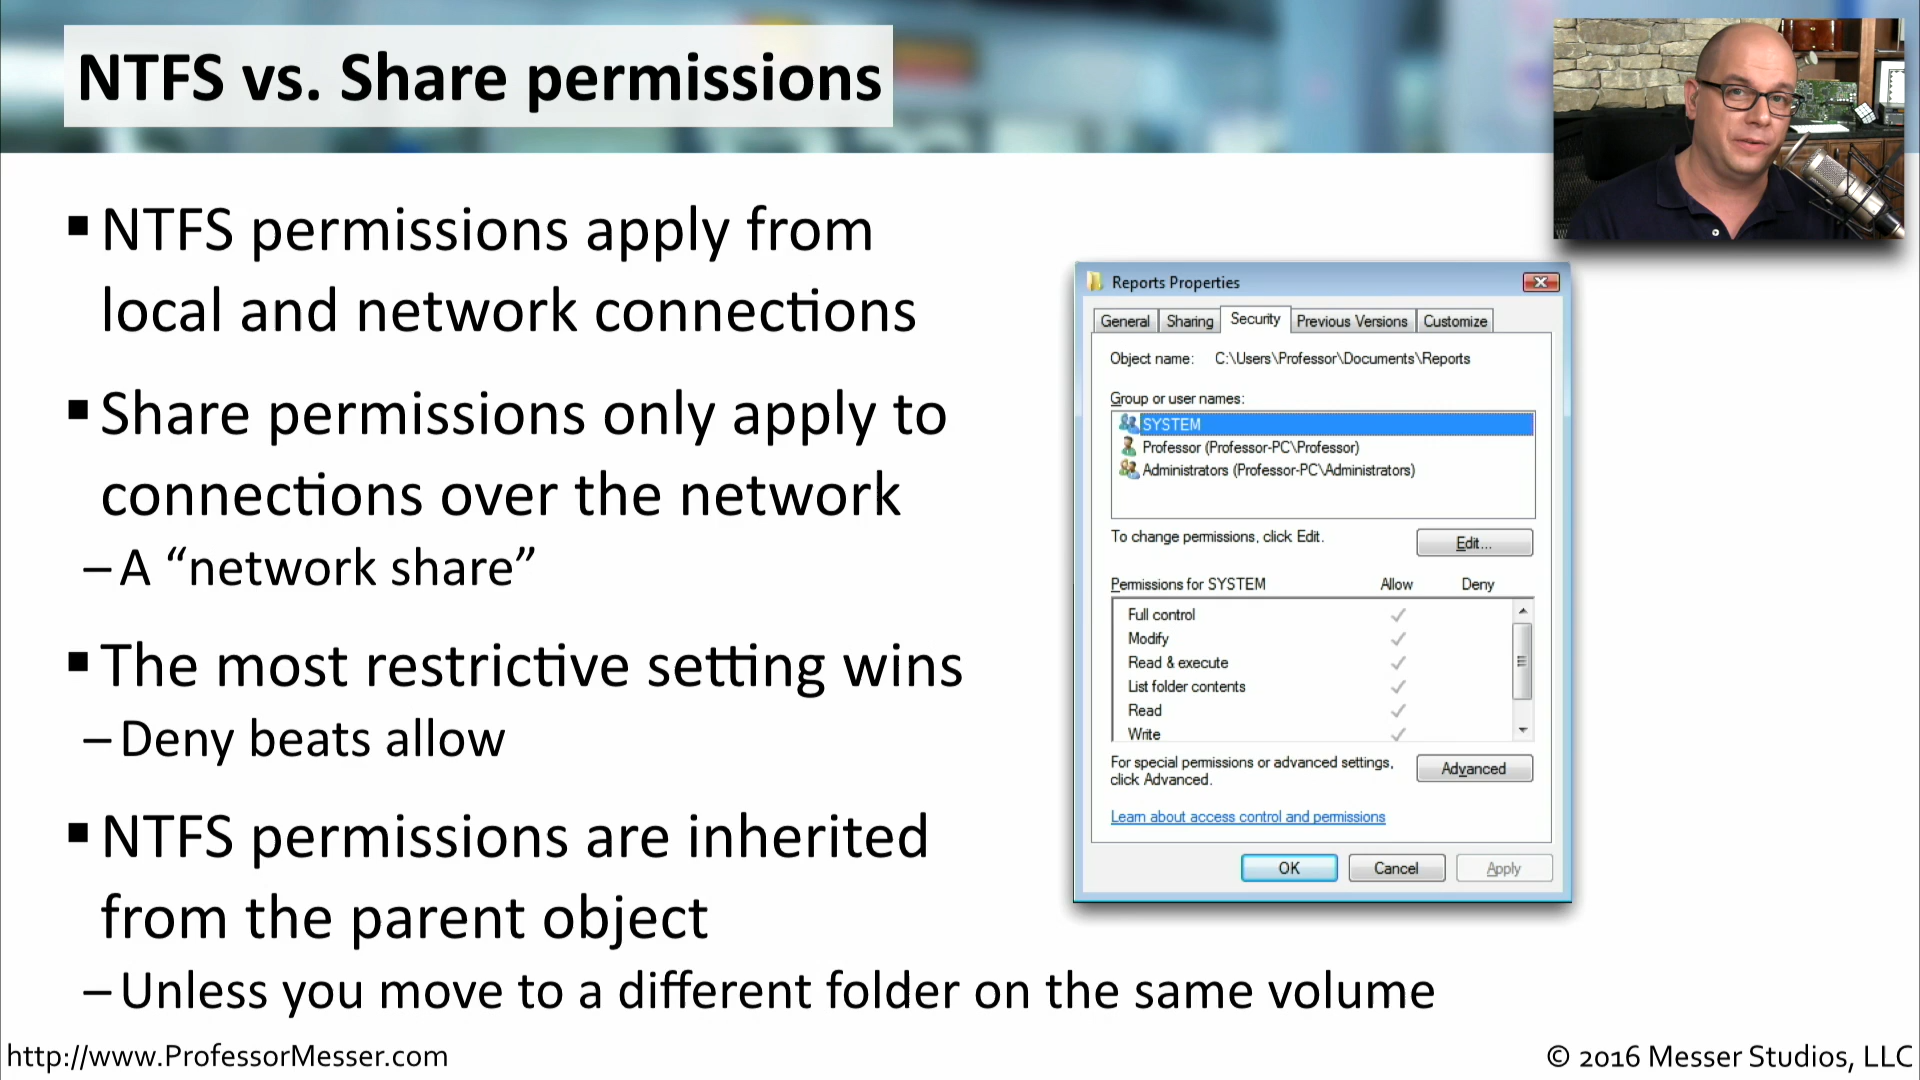 NTFS vs. Share permissions
▪ NTFS permissions apply from
local and network connections
▪ Share permissions only apply to
connections over the network
– A “network share”
▪ The most restrictive setting wins
– Deny beats allow
▪ NTFS permissions are inherited
from the parent object
– Unless you move to a different folder on the same volume
Reports Properties
General Sharing Security Previous Versions Customize
Object name: C:\Users\Professor\Documents\Reports
Group or user names:
SYSTEM
Professor (Professor-PC\Professor)
Administrators (Professor-PC\Administrators)
To change permissions, click Edit. Edit...
Permissions for SYSTEM Allow Deny
Full control
Modify
Read & execute
List folder contents
Read
Write
For special permissions or advanced settings,
click Advanced. Advanced
Learn about access control and permissions
OK Cancel Apply
http://www.ProfessorMesser.com
© 2016 Messer Studios, LLC